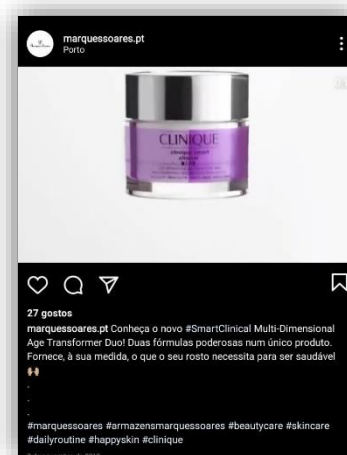 marquessoares.pt
Porto
CLINIQUE
clinique smart
27 gostos
marquessoares.pt Conheça o novo #SmartClinical Multi-Dimensional
Age Transformer Duo! Duas fórmulas poderosas num único produto.
Fornece, à sua medida, o que o seu rosto necessita para ser saudável
🙌🏼
.
.
.
#marquessoares #armazensmarquessoares #beautycare #skincare
#dailyroutine #happyskin #clinique